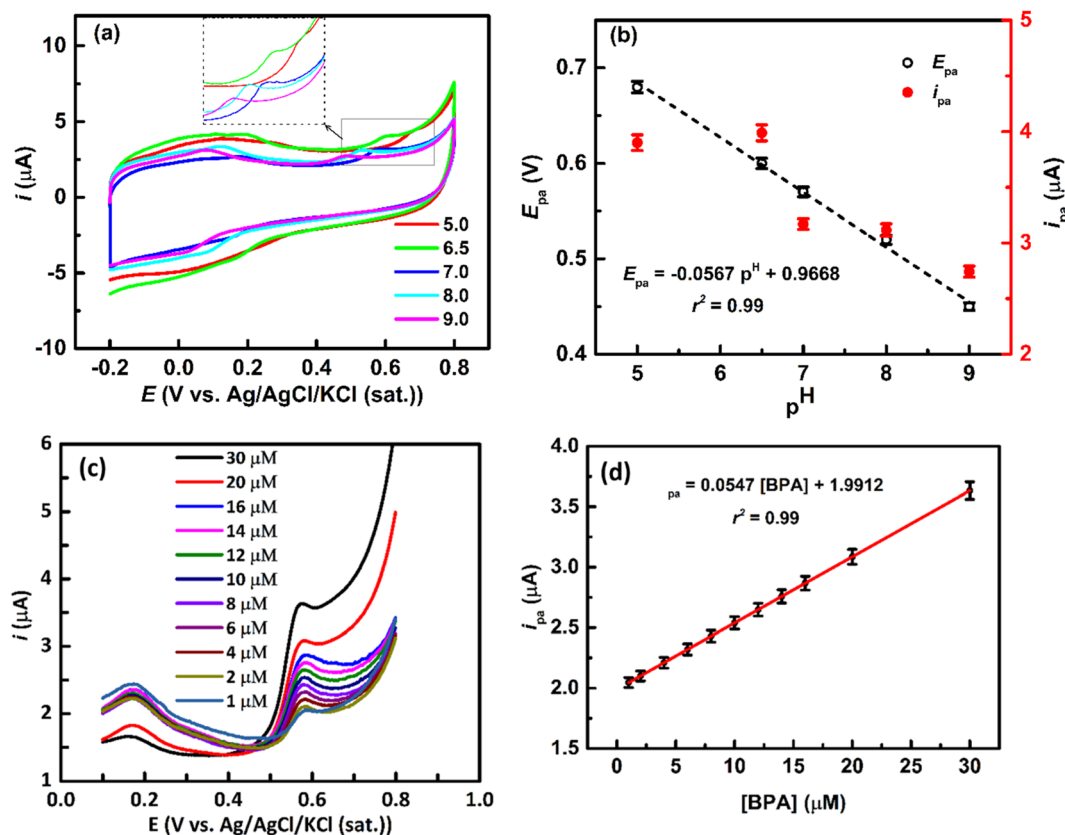 (a)
10
5
0
-5
-10
i (μA)
5.0
6.5
7.0
8.0
9.0
-0.2 0.0 0.2 0.4 0.6 0.8
E (V vs. Ag/AgCl/KCl (sat.))
(b)
Epa
ipa
0.7
0.6
0.5
0.4
Epa (V)
5
4
3
2
ipa (μA)
Epa = -0.0567 pH + 0.9668
r2 = 0.99
5 6 7 8 9
pH
(c)
6
5
4
3
2
1
i (μA)
30 μM
20 μM
16 μM
14 μM
12 μM
10 μM
8 μM
6 μM
4 μM
2 μM
1 μM
0.0 0.2 0.4 0.6 0.8 1.0
E (V vs. Ag/AgCl/KCl (sat.))
(d)
4.0
3.5
3.0
2.5
2.0
1.5
ipa (μA)
pa = 0.0547 [BPA] + 1.9912
r2 = 0.99
0 5 10 15 20 25 30
[BPA] (μM)